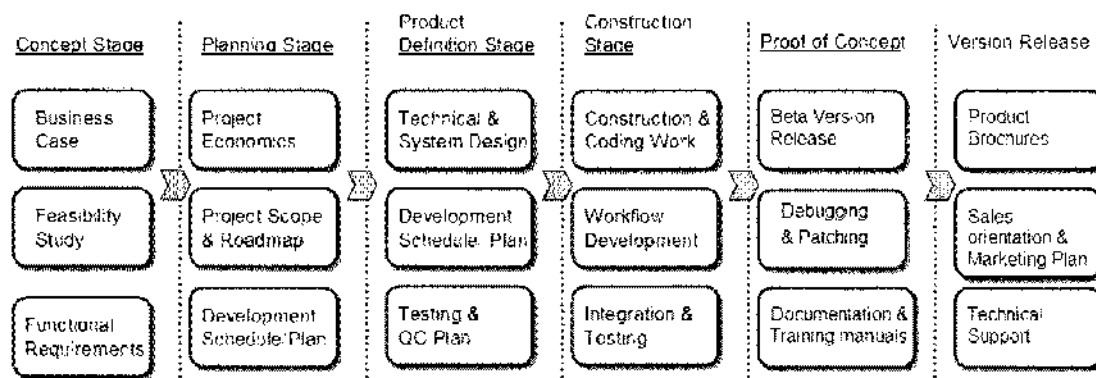 Concept Stage
Business
Case
Feasibility
Study
Functional
Requirements
Planning Stage
Project
Economics
Project Scope
& Roadmap
Development
Schedule/Plan
Product
Definition Stage
Technical &
System Design
Development
Schedule/ Plan
Testing &
QC Plan
Construction
Stage
Construction &
Coding Work
Workflow
Development
Integration &
Testing
Proof of Concept
Beta Version
Release
Debugging
& Patching
Documentation &
Training manuals
Version Release
Product
Brochures
Sales
orientation &
Marketing Plan
Technical
Support